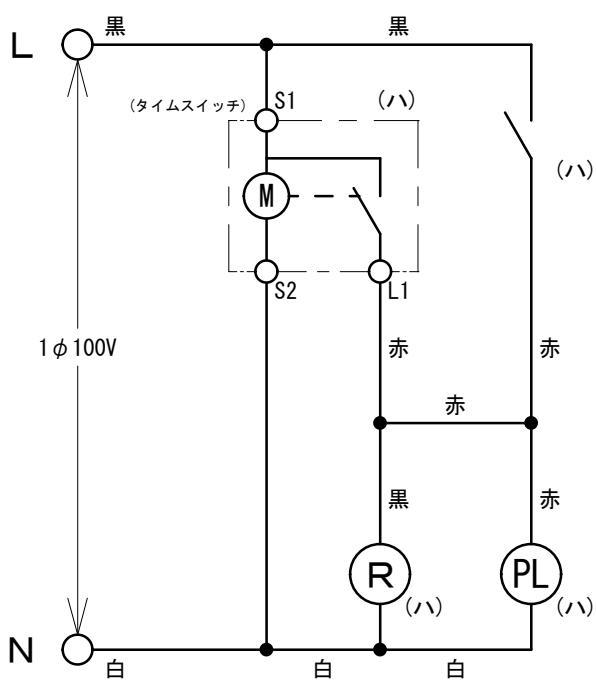 L
黒
黒
(タイムスイッチ)
S1
(ハ)
M
(ハ)
S2
L1
1φ100V
赤
赤
赤
黒
赤
R
PL
(ハ)
(ハ)
N
白
白
白